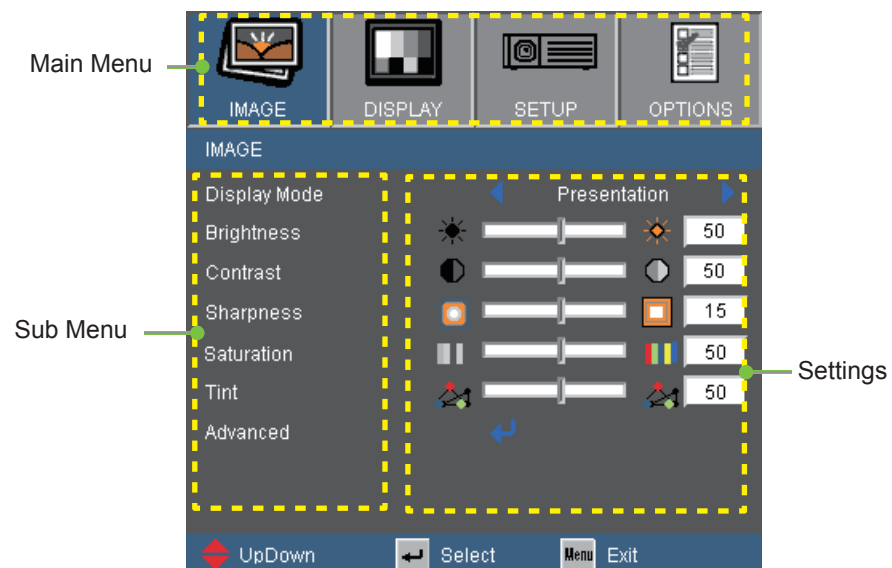 Main Menu
IMAGE DISPLAY SETUP OPTIONS
IMAGE
Display Mode Presentation
Brightness 50
Contrast 50
Sharpness 15
Sub Menu
Saturation 50
Settings
Tint 50
Advanced
UpDown Select Menu Exit